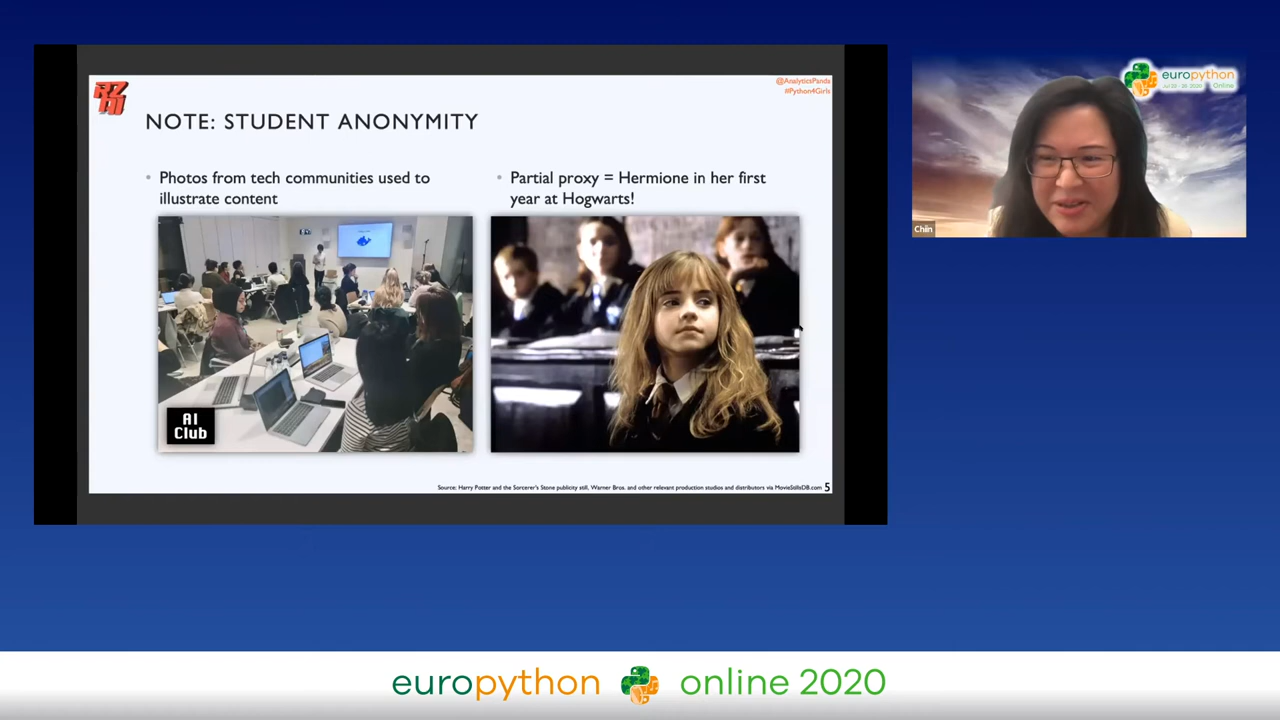 @AnalyticsPanda
#Python4Girls
NOTE: STUDENT ANONYMITY
• Photos from tech communities used to
illustrate content
• Partial proxy = Hermione in her first
year at Hogwarts!
AI
Club
Source: Harry Potter and the Sorcerer's Stone publicity still, Warner Bros. and other relevant production studios and distributors via MovieStillsDB.com 5
europython
Online
Chiin
europython online 2020